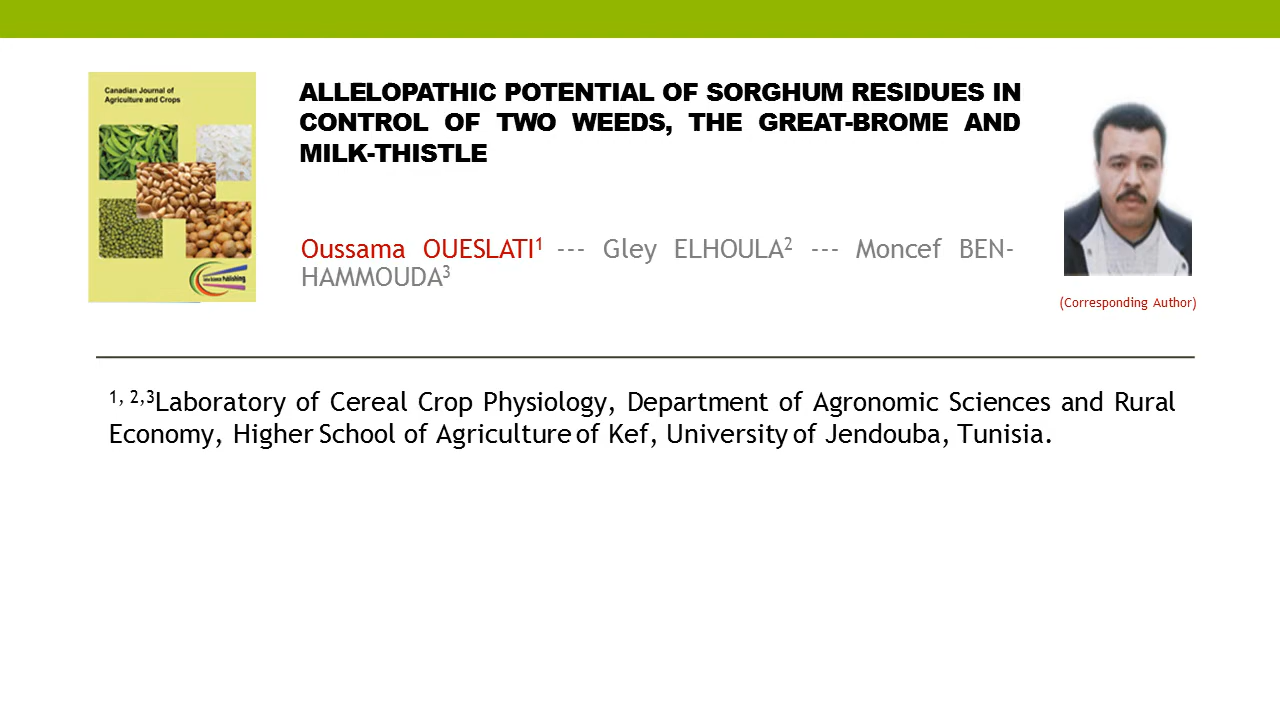 Canadian Journal of
Agriculture and Crops
ALLELOPATHIC POTENTIAL OF SORGHUM RESIDUES IN
CONTROL OF TWO WEEDS, THE GREAT-BROME AND
MILK-THISTLE
Oussama OUESLATI¹ --- Gley ELHOULA² --- Moncef BEN-
HAMMOUDA³
(Corresponding Author)
¹, ²,³Laboratory of Cereal Crop Physiology, Department of Agronomic Sciences and Rural
Economy, Higher School of Agriculture of Kef, University of Jendouba, Tunisia.